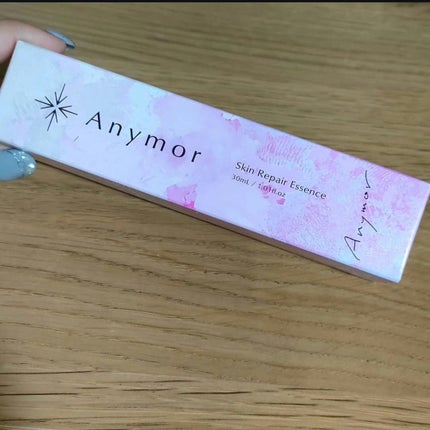 Anymor
Skin Repair Essence
30mL / 1.01fl.oz
Anymor